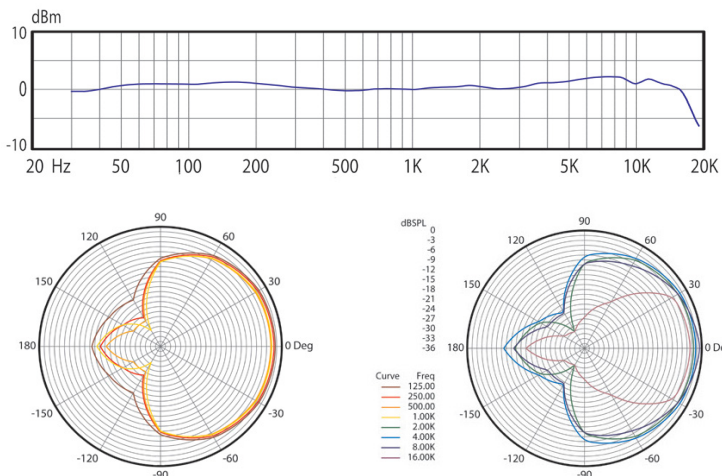 dBm
10
0
-10
20 Hz 50 100 200 500 1K 2K 5K 10K 20K
90
120 60
150 30
180 0 Deg
-150 -30
-120 -60
-90
dBSPL
0
-3
-6
-9
-12
-15
-18
-21
-24
-27
-30
-33
-36
Curve Freq
125.00
250.00
500.00
1.00K
2.00K
4.00K
8.00K
16.00K
90
120 60
150 30
180 0 De
-150 -30
-120 -60
-90